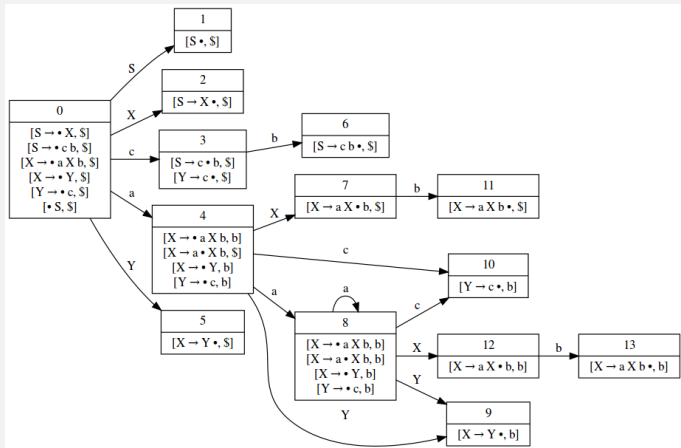 0
[S → • X, $]
[S → • c b, $]
[X → • a X b, $]
[X → • Y, $]
[Y → • c, $]
[• S, $]
S
1
[S •, $]
X
2
[S → X •, $]
c
3
[S → c • b, $]
[Y → c •, $]
b
6
[S → c b •, $]
a
4
[X → • a X b, b]
[X → a • X b, $]
[X → • Y, b]
[Y → • c, b]
Y
5
[X → Y •, $]
X
7
[X → a X • b, $]
b
11
[X → a X b •, $]
c
10
[Y → c •, b]
a
8
[X → • a X b, b]
[X → a • X b, b]
[X → • Y, b]
[Y → • c, b]
a
c
X
12
[X → a X • b, b]
b
13
[X → a X b •, b]
Y
9
[X → Y •, b]
Y